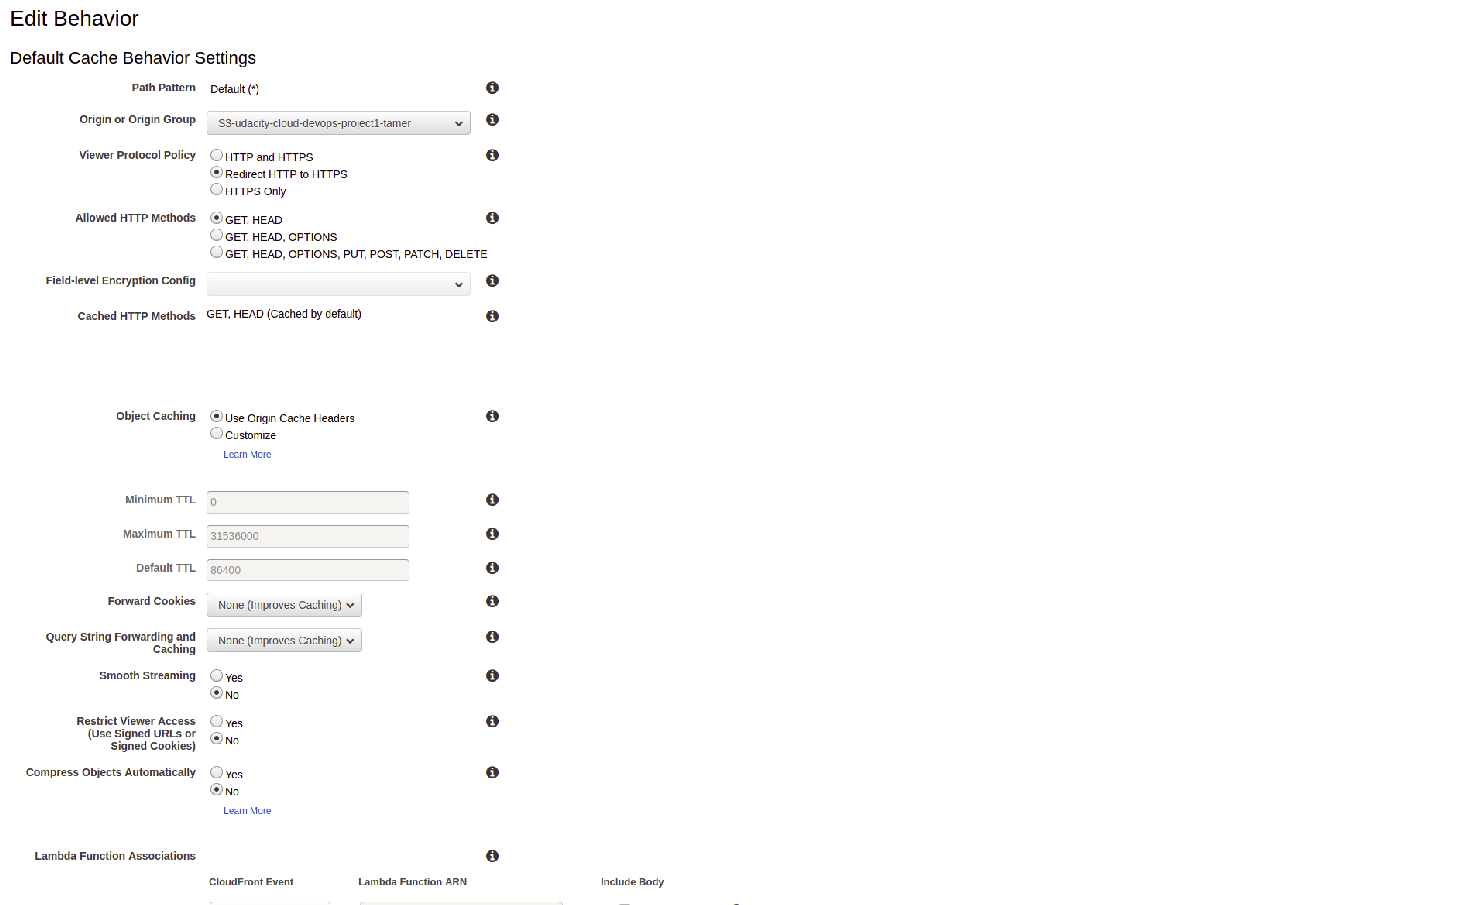 Edit Behavior
Default Cache Behavior Settings
Path Pattern Default (*)
Origin or Origin Group S3-udacity-cloud-devops-project1-tamer
Viewer Protocol Policy HTTP and HTTPS
Redirect HTTP to HTTPS
HTTPS Only
Allowed HTTP Methods GET, HEAD
GET, HEAD, OPTIONS
GET, HEAD, OPTIONS, PUT, POST, PATCH, DELETE
Field-level Encryption Config
Cached HTTP Methods GET, HEAD (Cached by default)
Object Caching Use Origin Cache Headers
Customize
Learn More
Minimum TTL 0
Maximum TTL 31536000
Default TTL 86400
Forward Cookies None (Improves Caching)
Query String Forwarding and
Caching None (Improves Caching)
Smooth Streaming Yes
No
Restrict Viewer Access Yes
(Use Signed URLs or
Signed Cookies) No
Compress Objects Automatically Yes
No
Learn More
Lambda Function Associations
CloudFront Event Lambda Function ARN Include Body